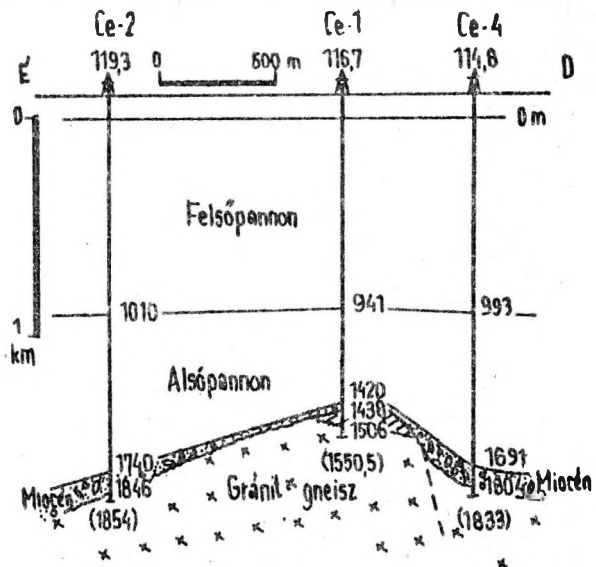 Ce-2 Ce-1 Ce-4
É 119,3 0 500 m 116,7 114,8 D
0 0 m
Felsőpannon
1010 941 993
1
km
Alsópannon
1420
1430
1506
1740 (1550,5) 1691
Miocén 1846 Gránit gneisz 1804 Miocén
(1854) (1833)